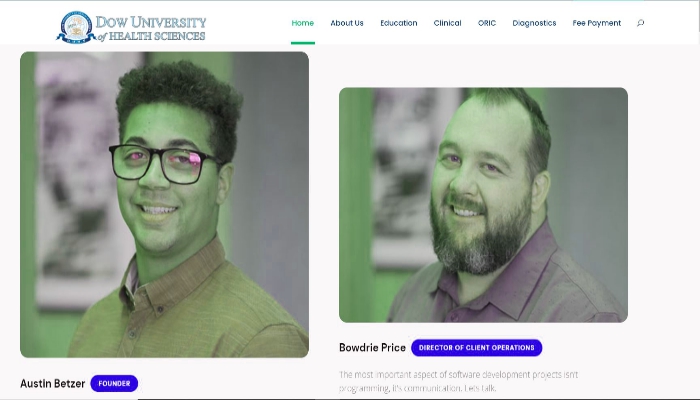 Dow University
of Health Sciences
Home About Us Education Clinical ORIC Diagnostics Fee Payment
Austin Betzer FOUNDER
Bowdrie Price DIRECTOR OF CLIENT OPERATIONS
The most important aspect of software development projects isn't
programming, it's communication. Lets talk.